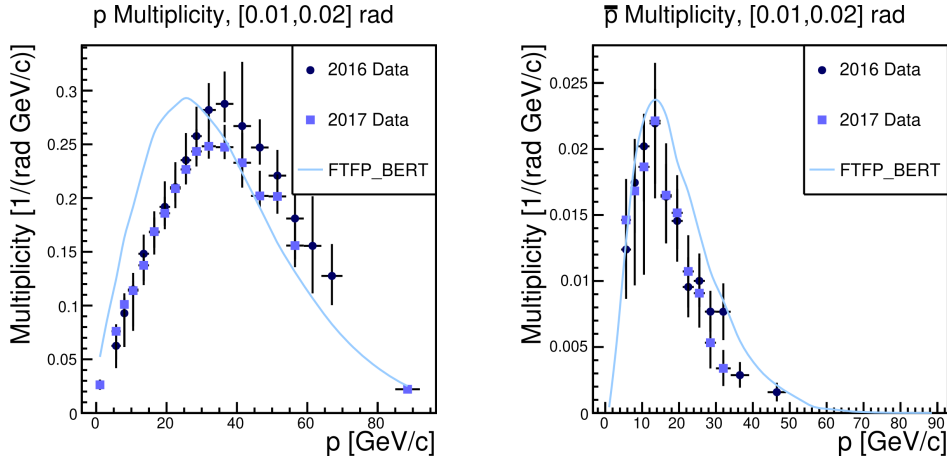 p Multiplicity, [0.01,0.02] rad
Multiplicity [1/(rad GeV/c)]
0.3
0.25
0.2
0.15
0.1
0.05
0
2016 Data
2017 Data
FTFP_BERT
0 20 40 60 80
p [GeV/c]
p̅ Multiplicity, [0.01,0.02] rad
Multiplicity [1/(rad GeV/c)]
0.025
0.02
0.015
0.01
0.005
0
2016 Data
2017 Data
FTFP_BERT
0 10 20 30 40 50 60 70 80 90
p [GeV/c]